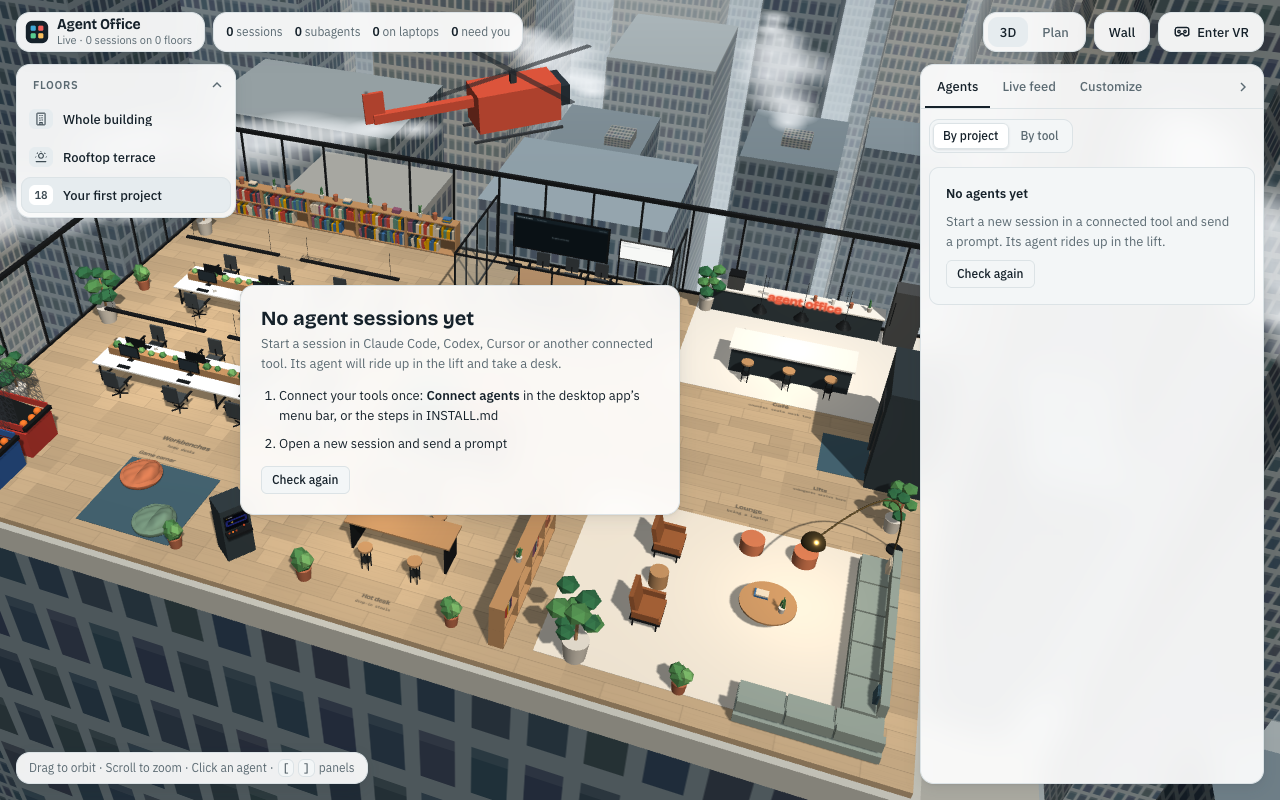 Agent Office
Live · 0 sessions on 0 floors
0 sessions 0 subagents 0 on laptops 0 need you
3D Plan
Wall
Enter VR
FLOORS
Whole building
Rooftop terrace
18 Your first project
Agents Live feed Customize
By project By tool
No agents yet
Start a new session in a connected tool and send
a prompt. Its agent rides up in the lift.
Check again
agent office
No agent sessions yet
Start a session in Claude Code, Codex, Cursor or another connected
tool. Its agent will ride up in the lift and take a desk.
1. Connect your tools once: Connect agents in the desktop app's
menu bar, or the steps in INSTALL.md
2. Open a new session and send a prompt
Check again
Workbenches
Game corner
Lounge
Lifts
Hot desk
Drag to orbit · Scroll to zoom · Click an agent · [ ] panels